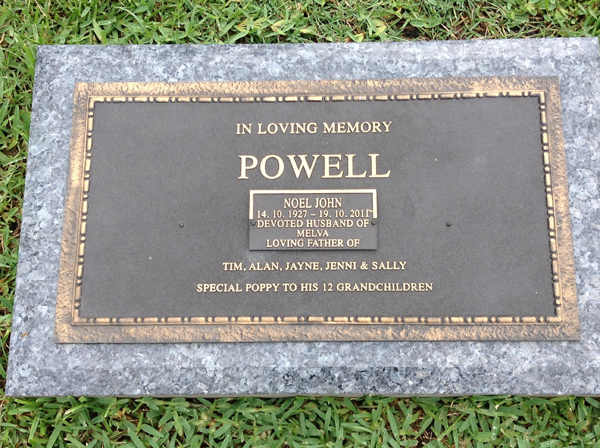 IN LOVING MEMORY
POWELL
NOEL JOHN
14. 10. 1927 – 19. 10. 2011
DEVOTED HUSBAND OF
MELVA
LOVING FATHER OF
TIM, ALAN, JAYNE, JENNI & SALLY
SPECIAL POPPY TO HIS 12 GRANDCHILDREN